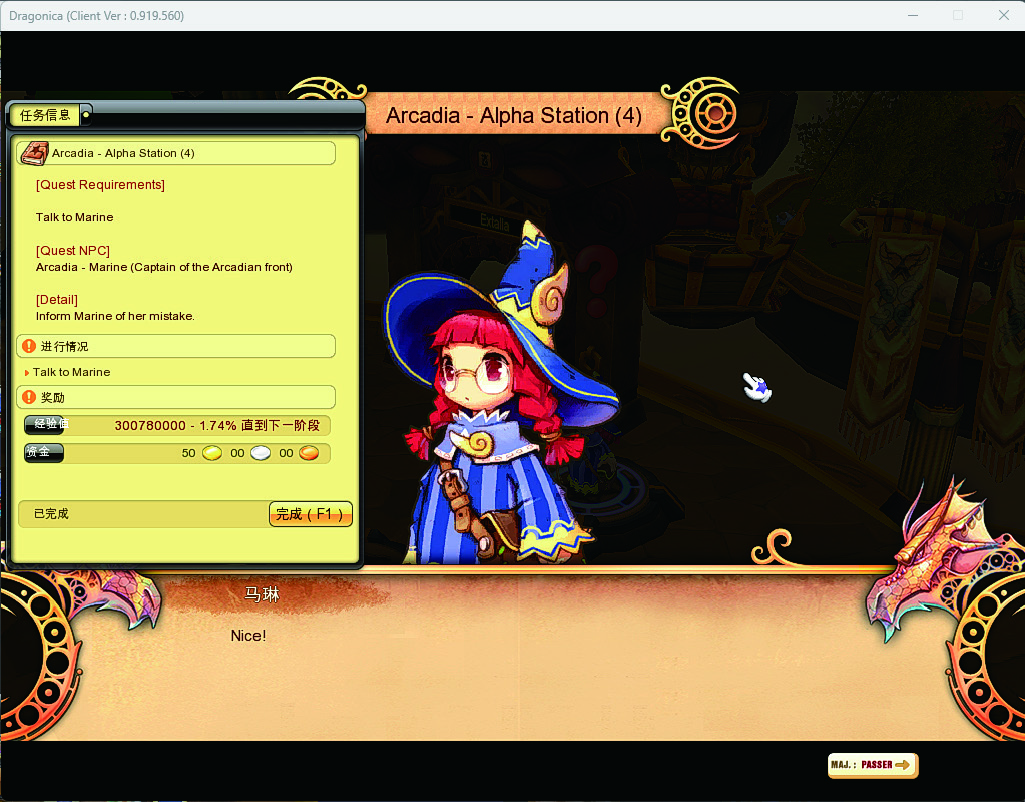 Dragonica (Client Ver : 0.919.560)
Arcadia - Alpha Station (4)
任务信息
Arcadia - Alpha Station (4)
[Quest Requirements]
Talk to Marine
[Quest NPC]
Arcadia - Marine (Captain of the Arcadian front)
[Detail]
Inform Marine of her mistake.
进行情况
Talk to Marine
奖励
经验值 300780000 - 1.74% 直到下一阶段
资金 50 00 00
已完成 完成 ( F1 )
Extalla
马琳
Nice!
MAJ.: PASSER